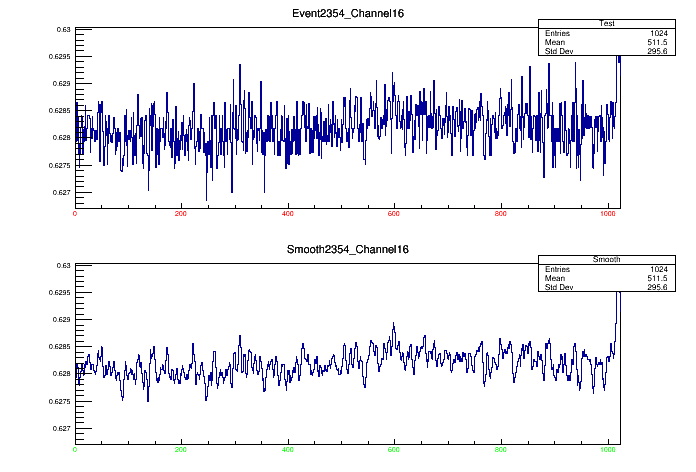 Event2354_Channel16
Test
Entries 1024
Mean 511.5
Std Dev 295.6
0.63
0.6295
0.629
0.6285
0.628
0.6275
0.627
0 200 400 600 800 1000
Smooth2354_Channel16
Smooth
Entries 1024
Mean 511.5
Std Dev 295.6
0.63
0.6295
0.629
0.6285
0.628
0.6275
0.627
0 200 400 600 800 1000